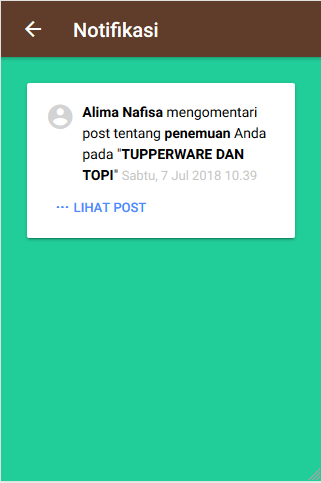 Notifikasi
Alima Nafisa mengomentari
post tentang penemuan Anda
pada "TUPPERWARE DAN
TOPI" Sabtu, 7 Jul 2018 10.39
··· LIHAT POST